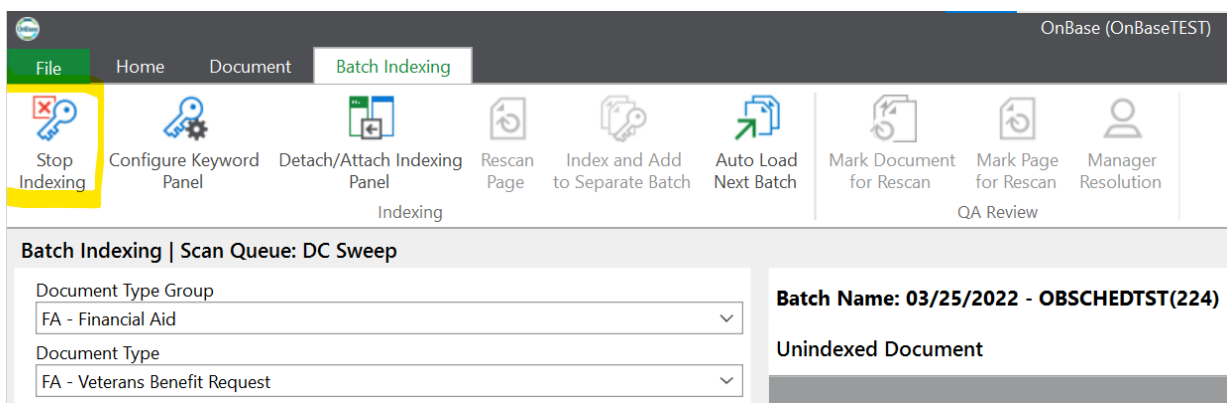 OnBase
OnBase (OnBaseTEST)
File Home Document Batch Indexing
Stop Indexing
Configure Keyword Panel
Detach/Attach Indexing Panel
Rescan Page
Index and Add to Separate Batch
Auto Load Next Batch
Mark Document for Rescan
Mark Page for Rescan
Manager Resolution
Indexing
QA Review
Batch Indexing | Scan Queue: DC Sweep
Document Type Group
FA - Financial Aid
Document Type
FA - Veterans Benefit Request
Batch Name: 03/25/2022 - OBSCHEDTST(224)
Unindexed Document